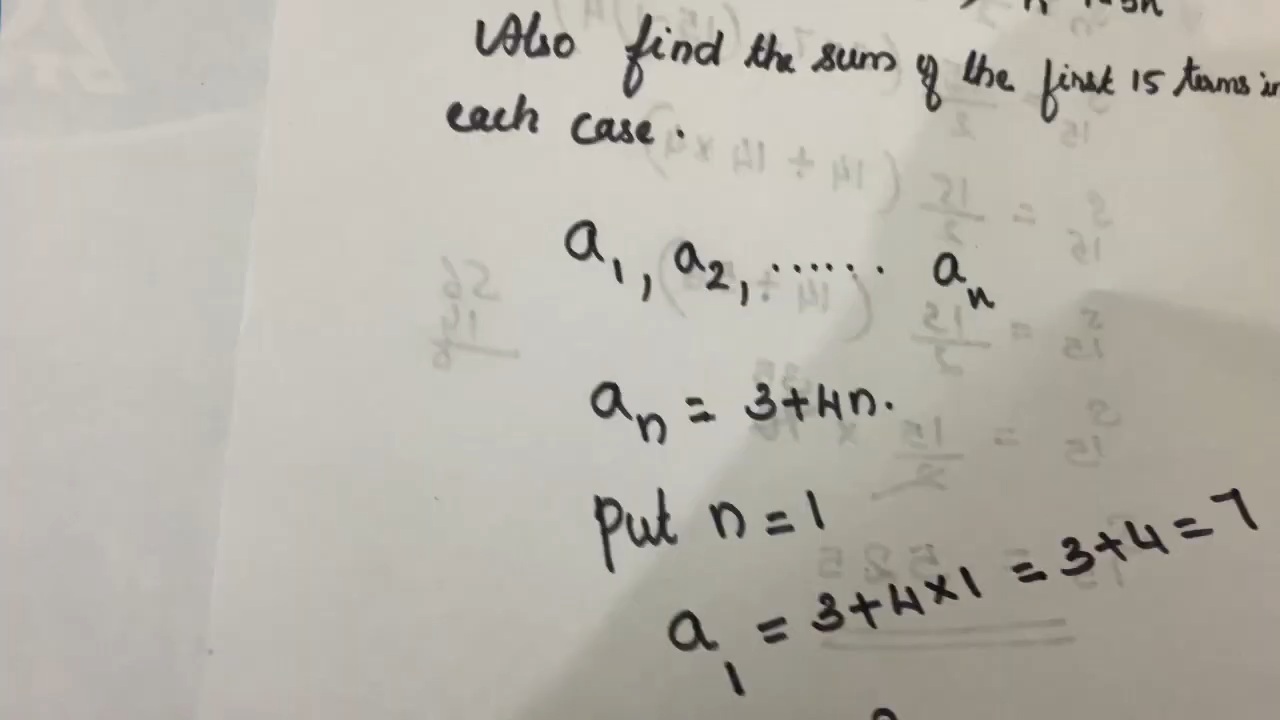 Also find the sum of the first 15 terms in
each case.
a₁, a₂, ...... aₙ
aₙ = 3+4n.
put n=1
a₁ = 3+4×1 = 3+4=7